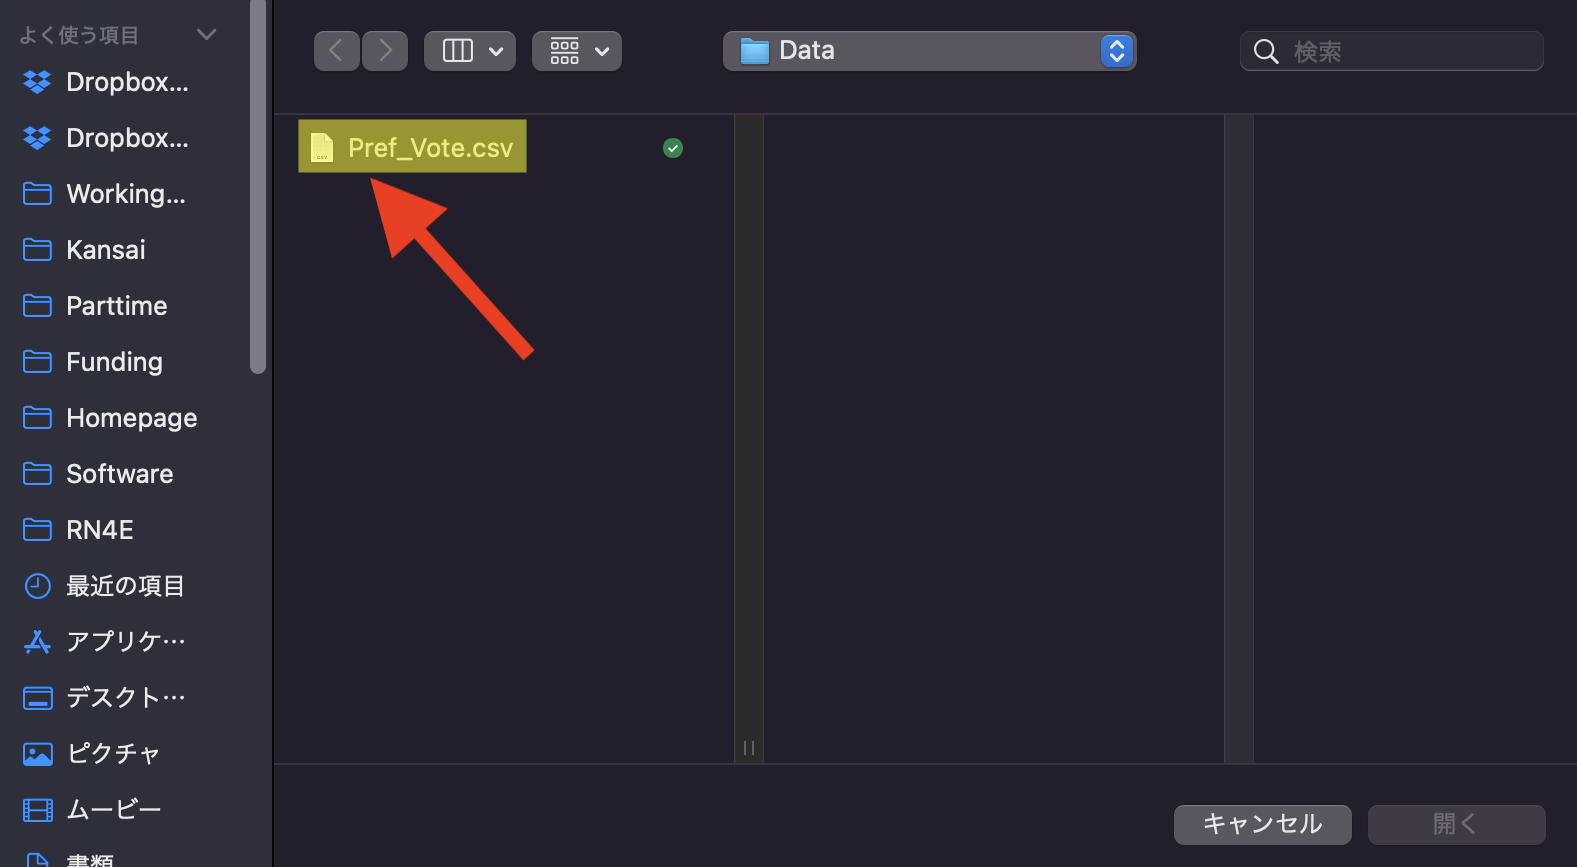 よく使う項目
Dropbox...
Dropbox...
Working...
Kansai
Parttime
Funding
Homepage
Software
RN4E
最近の項目
アプリケ…
デスクト…
ピクチャ
ムービー
書類
Data
検索
CSV
Pref_Vote.csv
キャンセル
開く